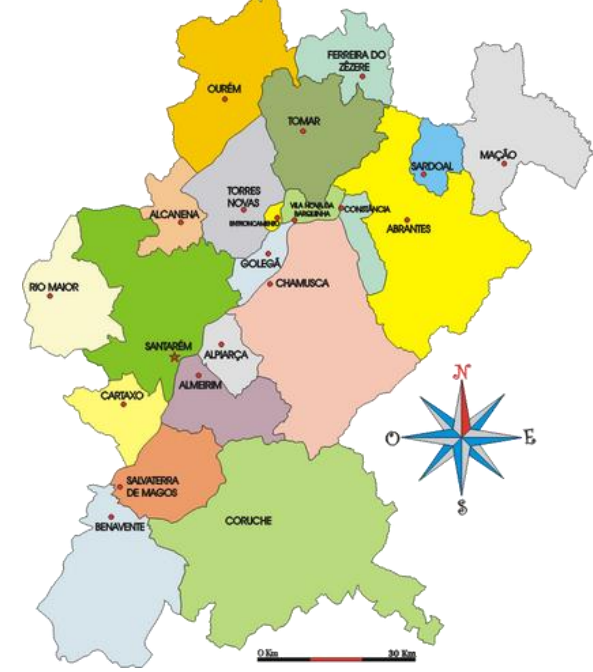 FERREIRA DO
ZÊZERE
OURÉM
TOMAR
MAÇÃO
SARDOAL
TORRES
NOVAS
VILA NOVA DA
BARQUINHA
CONSTÂNCIA
ALCANENA
ENTRONCAMENTO
ABRANTES
GOLEGÃ
CHAMUSCA
RIO MAIOR
SANTARÉM
ALPIARÇA
ALMEIRIM
CARTAXO
N
O
E
S
SALVATERRA
DE MAGOS
BENAVENTE
CORUCHE
0 Km
30 Km